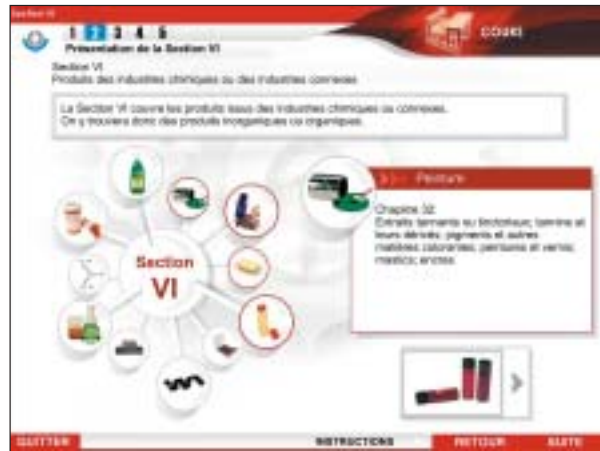 Section VI
COURS
1 2 3 4 5
Présentation de la Section VI
Section VI
Produits des industries chimiques ou des industries connexes
La Section VI couvre les produits issus des industries chimiques ou connexes.
On y trouvera donc des produits inorganiques ou organiques.
Section
VI
Peinture
Chapitre 32:
Extraits tannants ou tinctoriaux; tannins et
leurs dérivés; pigments et autres
matières colorantes; peintures et vernis;
mastics; encres
QUITTER
INSTRUCTIONS
RETOUR
SUITE